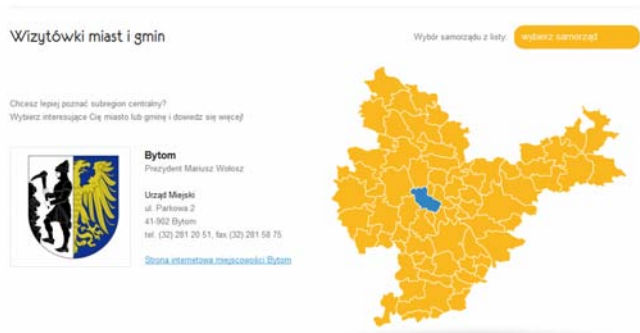 Wizytówki miast i gmin
Wybór samorządu z listy:
wybierz samorząd
Chcesz lepiej poznać subregion centralny?
Wybierz interesujące Cię miasto lub gminę i dowiedz się więcej!
Bytom
Prezydent Mariusz Wołosz
Urząd Miejski
ul. Parkowa 2
41-902 Bytom
tel. (32) 281 20 51, fax (32) 281 58 75
Strona internetowa miejscowości Bytom